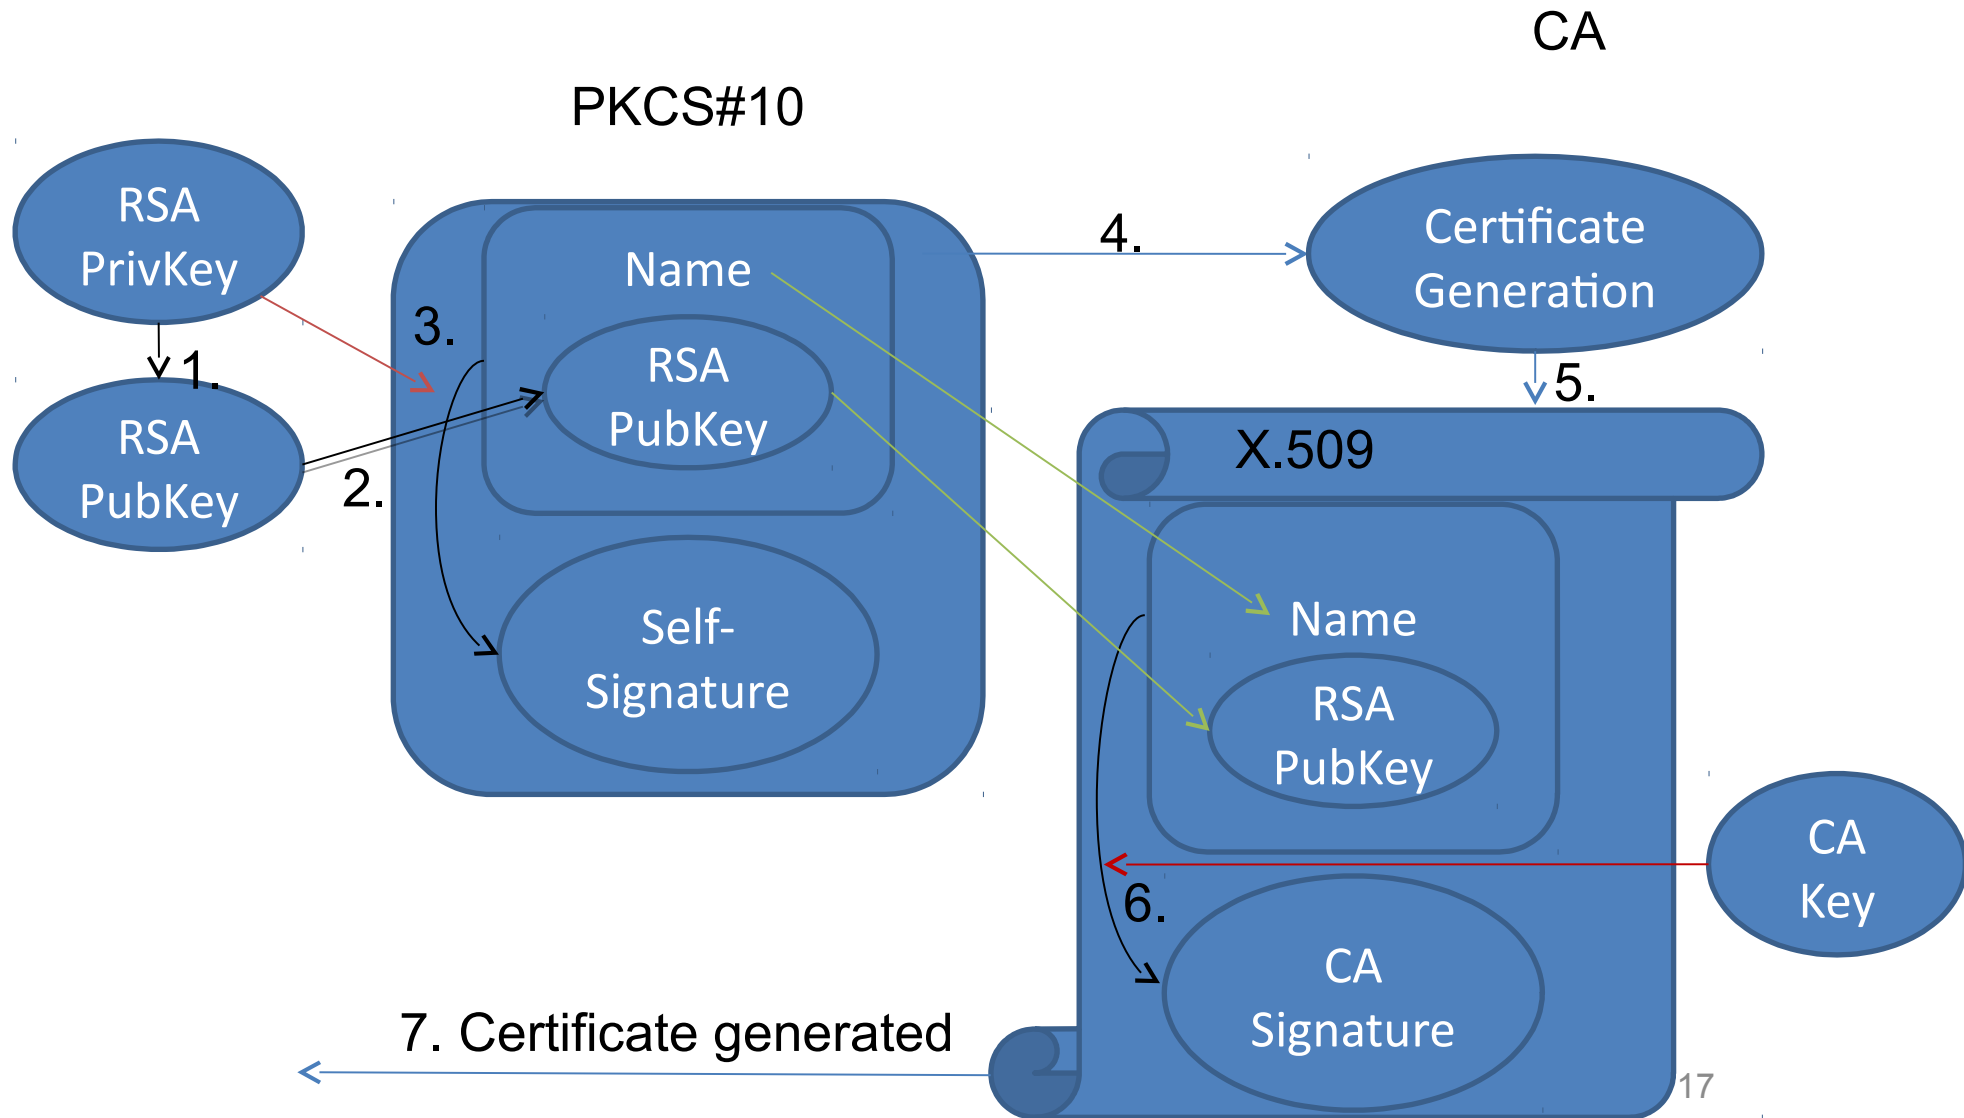 CA
PKCS#10
RSA
PrivKey
1.
RSA
PubKey
2.
3.
Name
RSA
PubKey
Self-
Signature
4.
Certificate
Generation
5.
X.509
Name
RSA
PubKey
6.
CA
Signature
CA
Key
7. Certificate generated
17